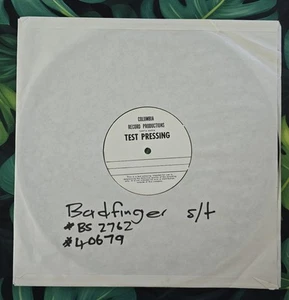 COLUMBIA
RECORD PRODUCTIONS
TEST PRESSING
Badfinger s/t
*BS 2762
*40679